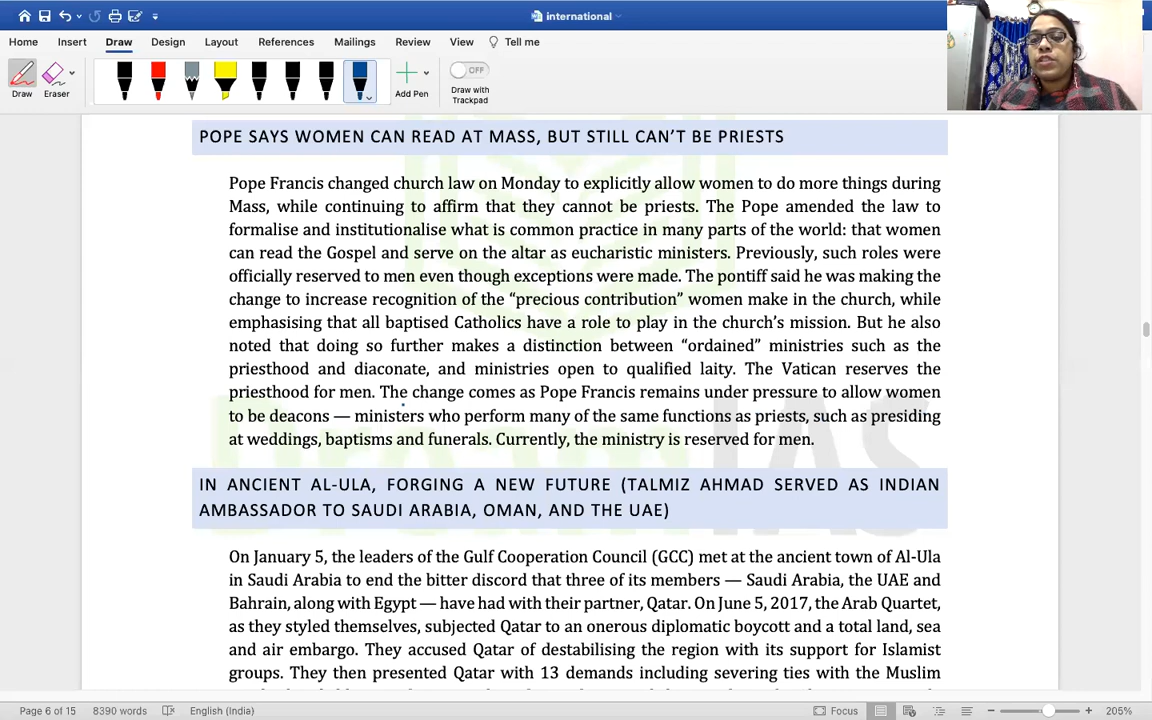 international
Home Insert Draw Design Layout References Mailings Review View Tell me
OFF
Draw Eraser Add Pen Draw with
Trackpad
POPE SAYS WOMEN CAN READ AT MASS, BUT STILL CAN'T BE PRIESTS
Pope Francis changed church law on Monday to explicitly allow women to do more things during
Mass, while continuing to affirm that they cannot be priests. The Pope amended the law to
formalise and institutionalise what is common practice in many parts of the world: that women
can read the Gospel and serve on the altar as eucharistic ministers. Previously, such roles were
officially reserved to men even though exceptions were made. The pontiff said he was making the
change to increase recognition of the “precious contribution” women make in the church, while
emphasising that all baptised Catholics have a role to play in the church's mission. But he also
noted that doing so further makes a distinction between “ordained” ministries such as the
priesthood and diaconate, and ministries open to qualified laity. The Vatican reserves the
priesthood for men. The change comes as Pope Francis remains under pressure to allow women
to be deacons — ministers who perform many of the same functions as priests, such as presiding
at weddings, baptisms and funerals. Currently, the ministry is reserved for men.
IN ANCIENT AL-ULA, FORGING A NEW FUTURE (TALMIZ AHMAD SERVED AS INDIAN
AMBASSADOR TO SAUDI ARABIA, OMAN, AND THE UAE)
On January 5, the leaders of the Gulf Cooperation Council (GCC) met at the ancient town of Al-Ula
in Saudi Arabia to end the bitter discord that three of its members — Saudi Arabia, the UAE and
Bahrain, along with Egypt — have had with their partner, Qatar. On June 5, 2017, the Arab Quartet,
as they styled themselves, subjected Qatar to an onerous diplomatic boycott and a total land, sea
and air embargo. They accused Qatar of destabilising the region with its support for Islamist
groups. They then presented Qatar with 13 demands including severing ties with the Muslim
Page 6 of 15 8390 words English (India) Focus 205%